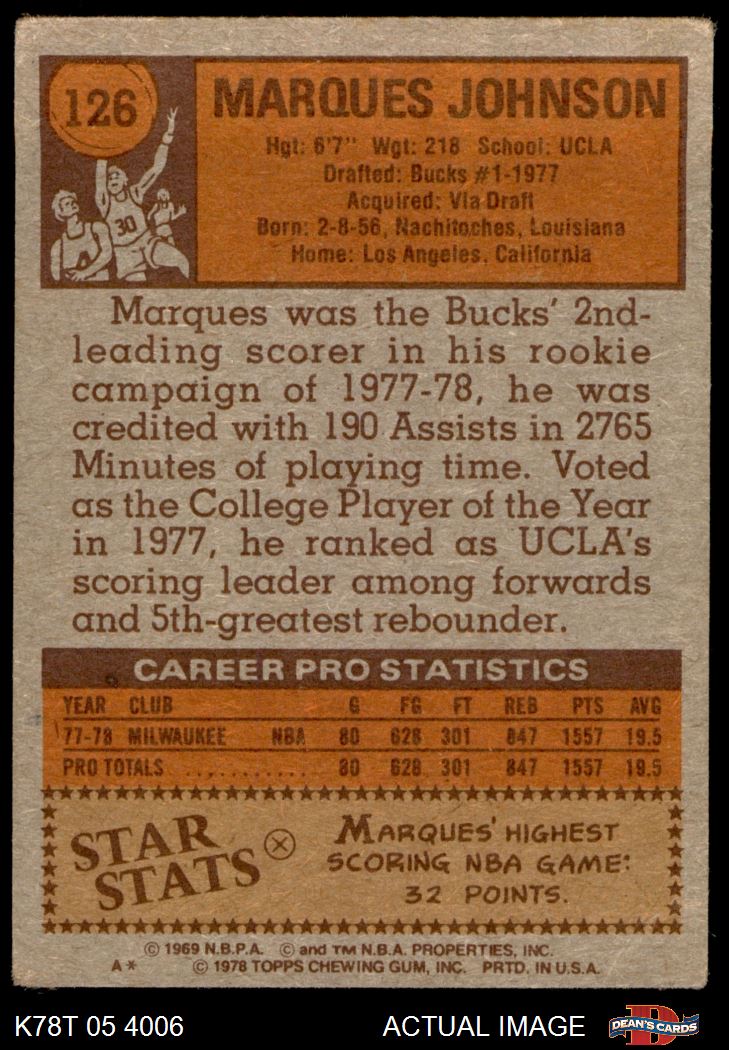 126
MARQUES JOHNSON
Hgt: 6'7" Wgt: 218 School: UCLA
Drafted: Bucks #1-1977
Acquired: Via Draft
Born: 2-8-56, Nachitoches, Louisiana
Home: Los Angeles, California
30
Marques was the Bucks' 2nd-
leading scorer in his rookie
campaign of 1977-78, he was
credited with 190 Assists in 2765
Minutes of playing time. Voted
as the College Player of the Year
in 1977, he ranked as UCLA's
scoring leader among forwards
and 5th-greatest rebounder.
CAREER PRO STATISTICS
YEAR CLUB G FG FT REB PTS AVG
77-78 MILWAUKEE NBA 80 628 301 847 1557 19.5
PRO TOTALS ........... 80 628 301 847 1557 19.5
STAR STATS
MARQUES' HIGHEST
SCORING NBA GAME:
32 POINTS.
© 1969 N.B.P.A. © and TM N.B.A. PROPERTIES, INC.
A* © 1978 TOPPS CHEWING GUM, INC. PRTD. IN U.S.A.
K78T 05 4006 ACTUAL IMAGE DEAN'S CARDS